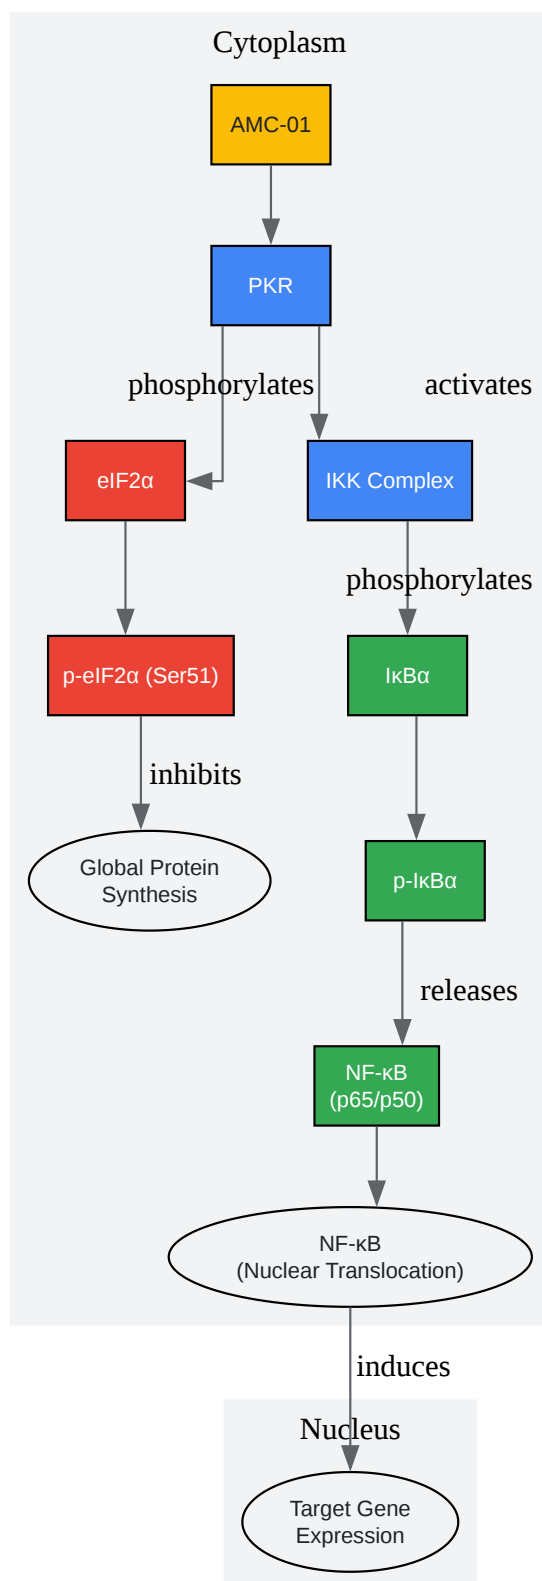 Cytoplasm
AMC-01
PKR
phosphorylates
activates
eIF2α
IKK Complex
phosphorylates
p-eIF2α (Ser51)
IκBα
inhibits
Global Protein
Synthesis
p-IκBα
releases
NF-κB
(p65/p50)
NF-κB
(Nuclear Translocation)
induces
Nucleus
Target Gene
Expression